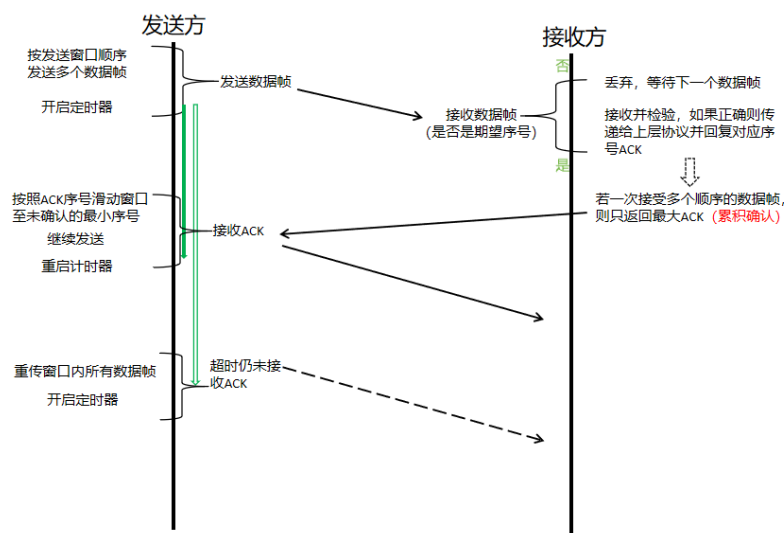 发送方
接收方
按发送窗口顺序
发送多个数据帧
开启定时器
发送数据帧
否
丢弃，等待下一个数据帧
接收数据帧
(是否是期望序号)
接收并检验，如果正确则传
递给上层协议并回复对应序
号ACK
是
若一次接受多个顺序的数据帧，
则只返回最大ACK（累积确认）
按照ACK序号滑动窗口
至未确认的最小序号
继续发送
重启计时器
接收ACK
重传窗口内所有数据帧
开启定时器
超时仍未接
收ACK